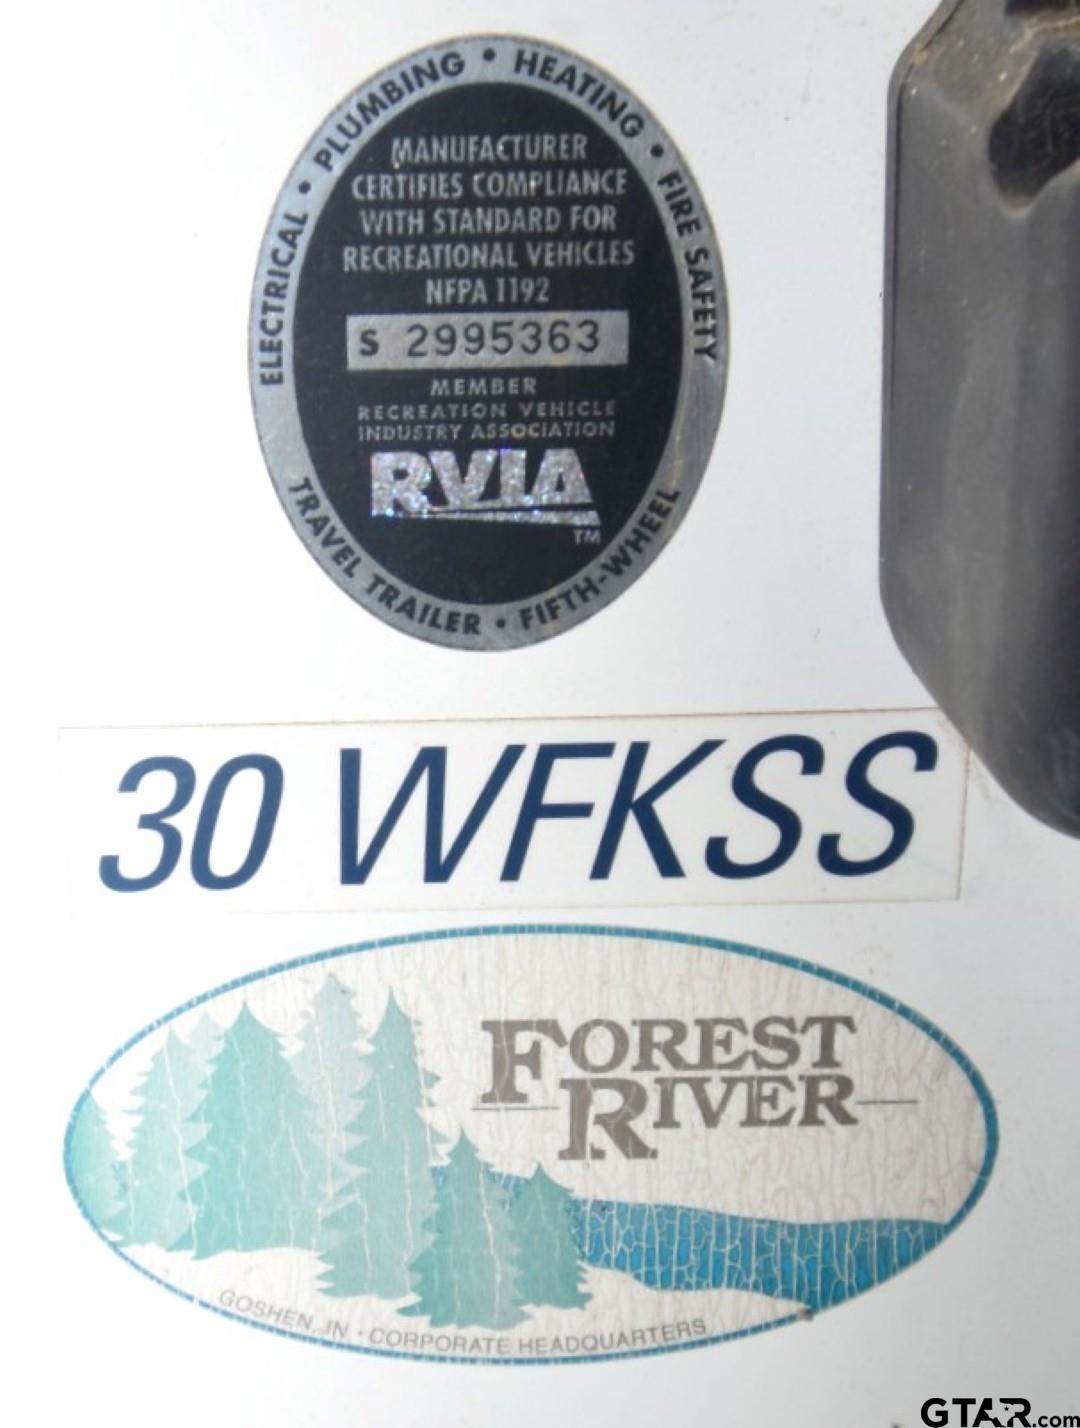 ELECTRICAL • PLUMBING • HEATING • FIRE SAFETY
MANUFACTURER
CERTIFIES COMPLIANCE
WITH STANDARD FOR
RECREATIONAL VEHICLES
NFPA 1192
S 2995363
MEMBER
RECREATION VEHICLE
INDUSTRY ASSOCIATION
RVIA
TM
TRAVEL TRAILER • FIFTH-WHEEL
30 WFKSS
FOREST
RIVER
GOSHEN, IN • CORPORATE HEADQUARTERS
GTAR.com